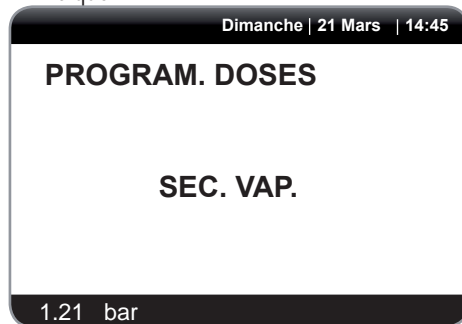 Dimanche | 21 Mars | 14:45
PROGRAM. DOSES
SEC. VAP.
1.21 bar